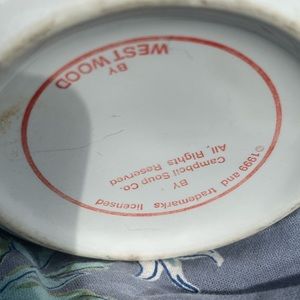 BY
WESTWOOD
©1999 and trademarks licensed
BY
Campbell Soup Co.
All. Rights
Reserved